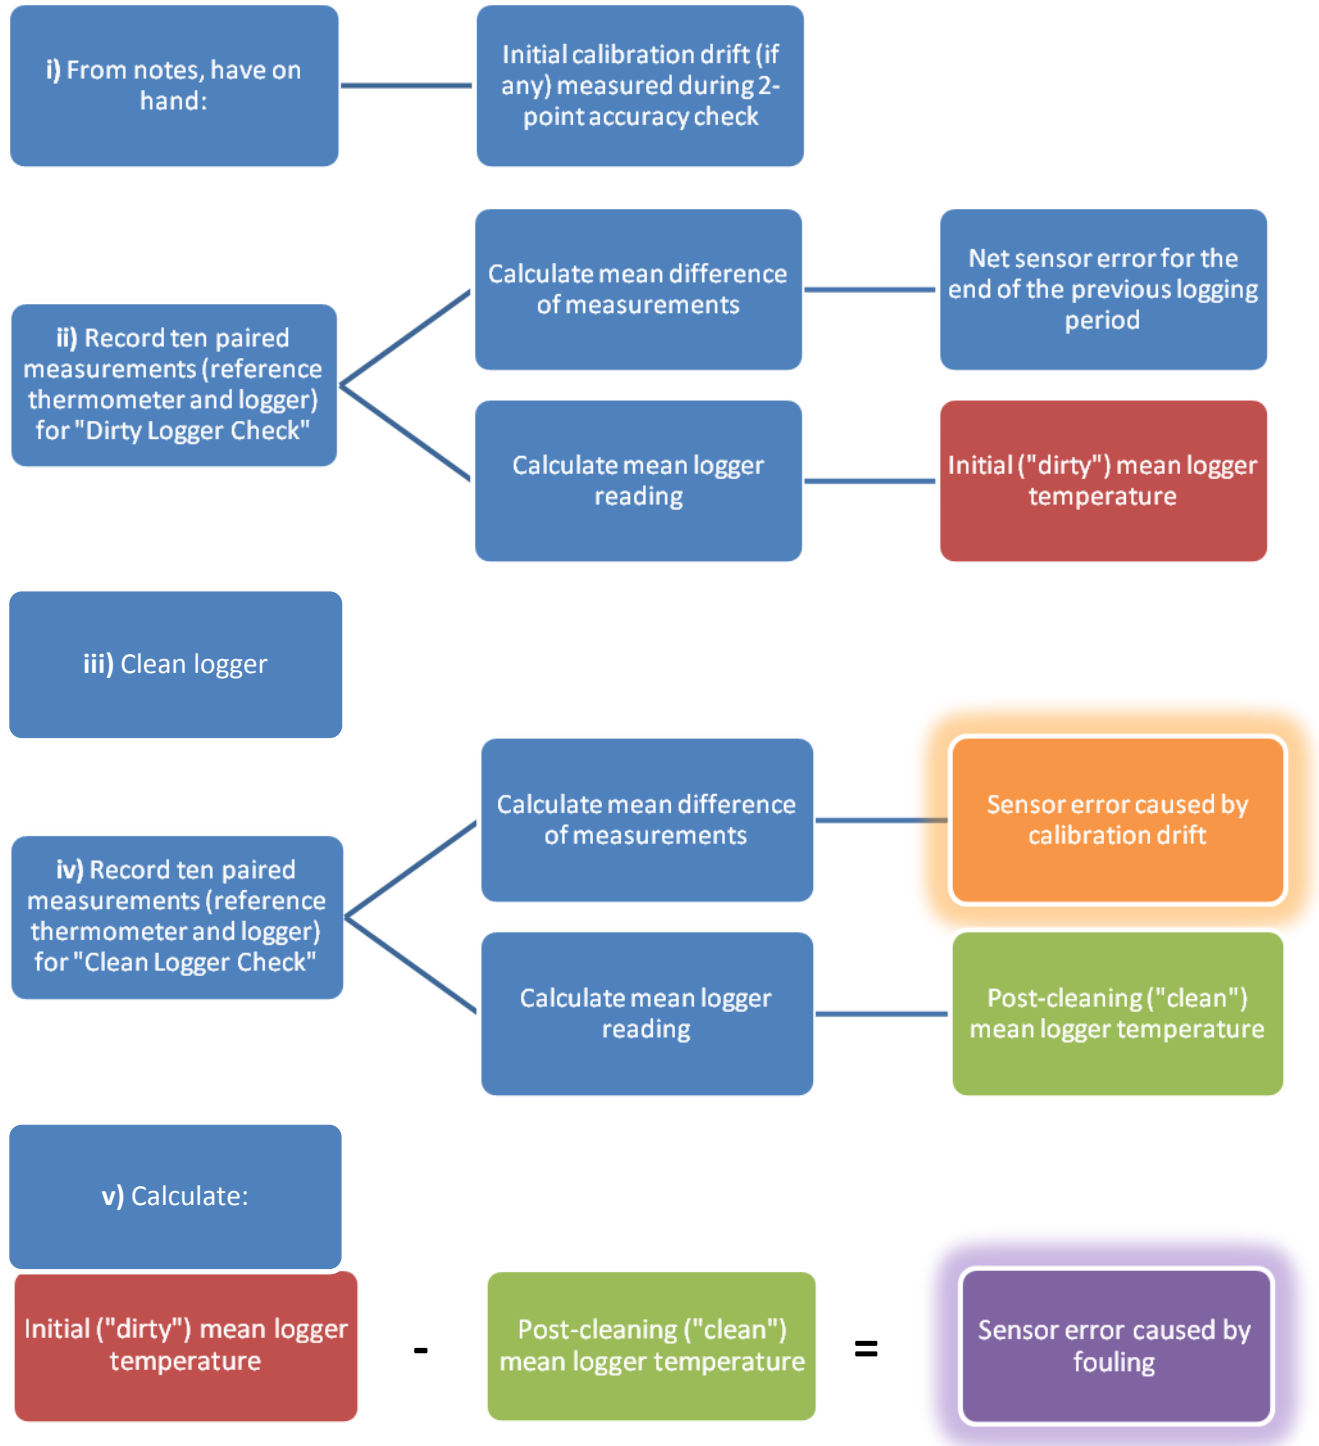 i) From notes, have on
hand:
Initial calibration drift (if
any) measured during 2-
point accuracy check
ii) Record ten paired
measurements (reference
thermometer and logger)
for "Dirty Logger Check"
Calculate mean difference
of measurements
Net sensor error for the
end of the previous logging
period
Calculate mean logger
reading
Initial ("dirty") mean logger
temperature
iii) Clean logger
iv) Record ten paired
measurements (reference
thermometer and logger)
for "Clean Logger Check"
Calculate mean difference
of measurements
Sensor error caused by
calibration drift
Calculate mean logger
reading
Post-cleaning ("clean")
mean logger temperature
v) Calculate:
Initial ("dirty") mean logger
temperature
-
Post-cleaning ("clean")
mean logger temperature
=
Sensor error caused by
fouling